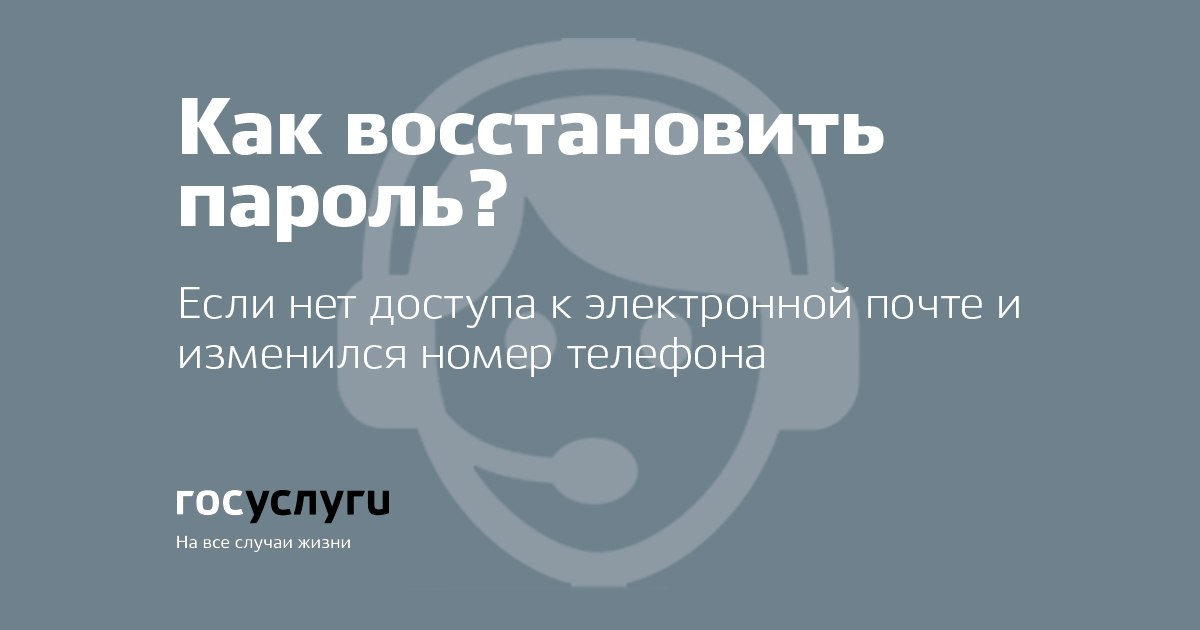 Как восстановить
пароль?
Если нет доступа к электронной почте и
изменился номер телефона
госуслуги
На все случаи жизни